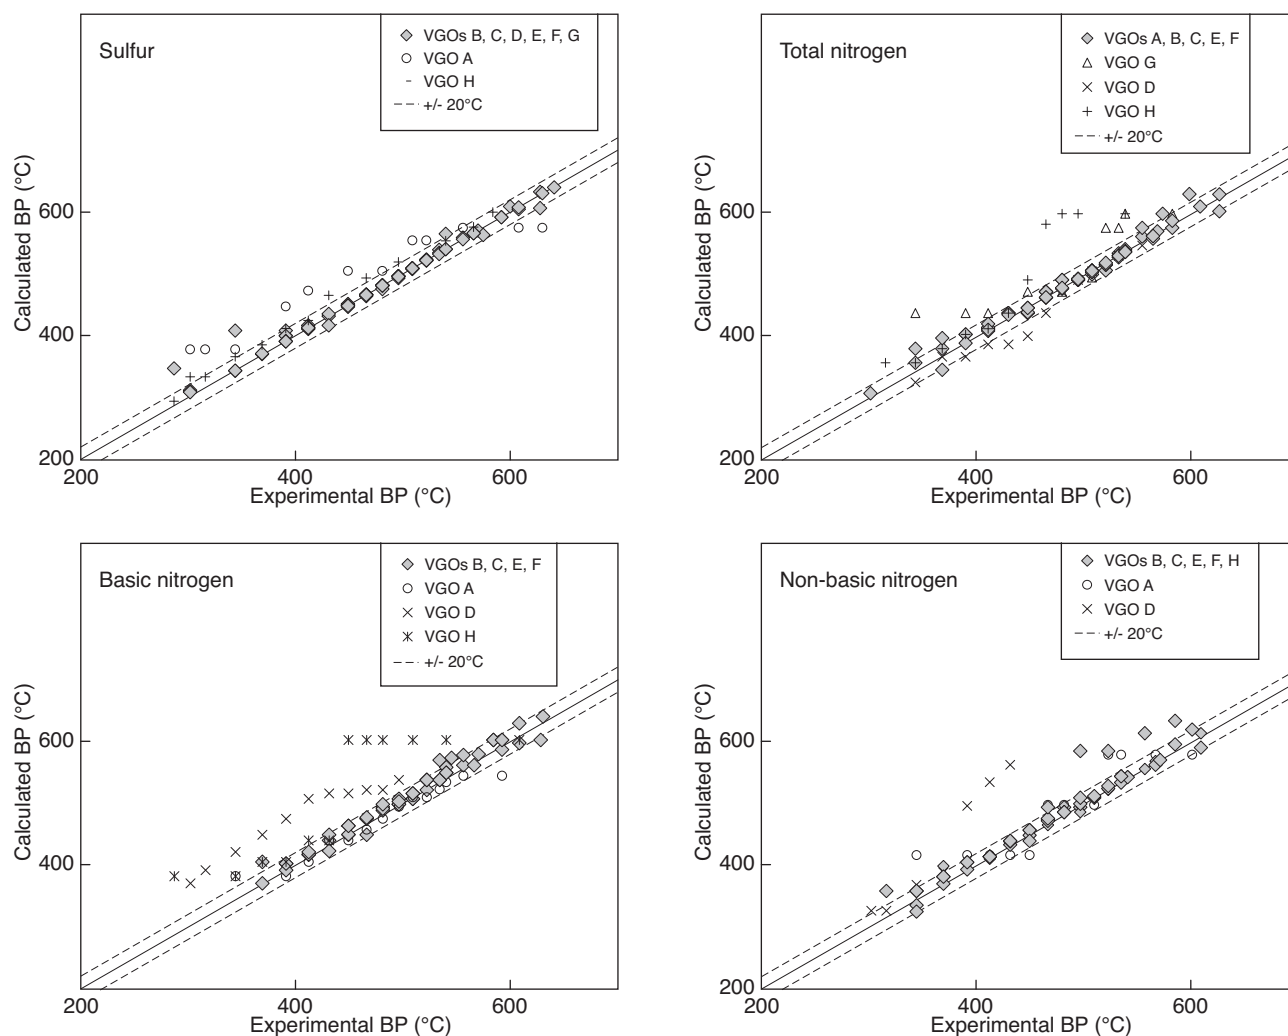 Sulfur
VGOs B, C, D, E, F, G
VGO A
VGO H
+/- 20°C
Calculated BP (°C)
600
400
200
200
400
600
Experimental BP (°C)
Total nitrogen
VGOs A, B, C, E, F
VGO G
VGO D
VGO H
+/- 20°C
Calculated BP (°C)
600
400
200
200
400
600
Experimental BP (°C)
Basic nitrogen
VGOs B, C, E, F
VGO A
VGO D
VGO H
+/- 20°C
Calculated BP (°C)
600
400
200
200
400
600
Experimental BP (°C)
Non-basic nitrogen
VGOs B, C, E, F, H
VGO A
VGO D
+/- 20°C
Calculated BP (°C)
600
400
200
200
400
600
Experimental BP (°C)